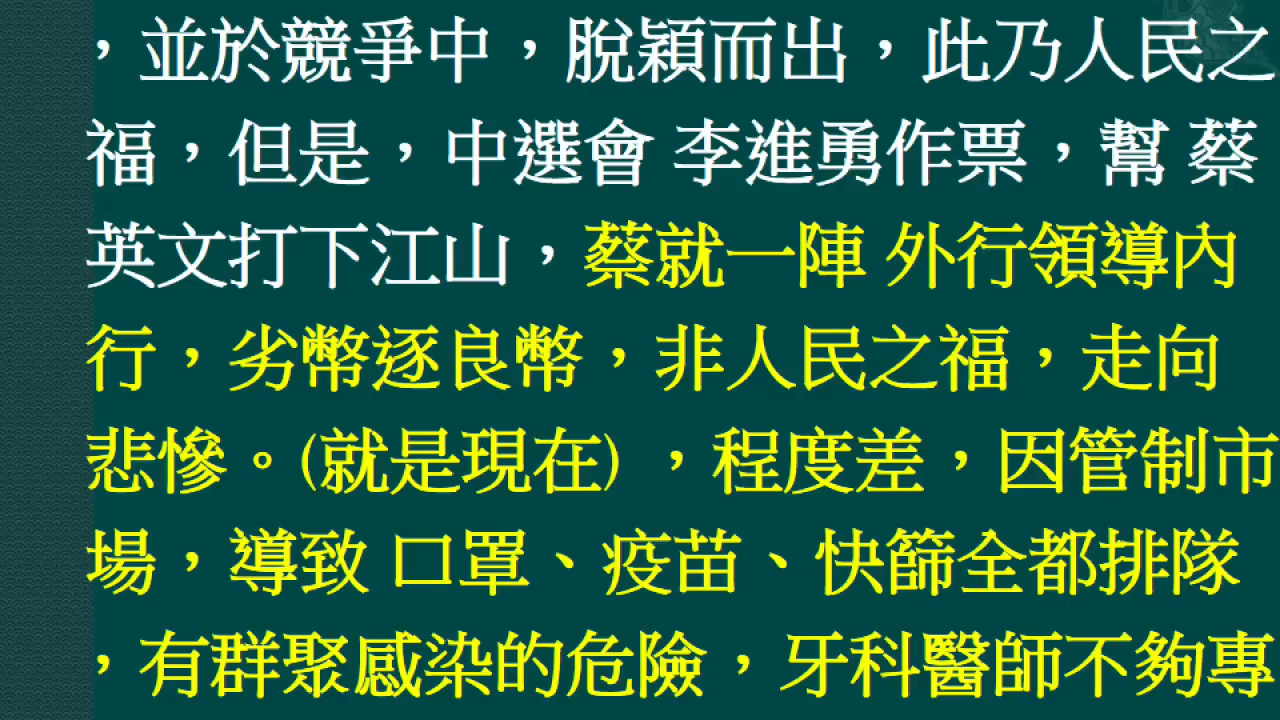 ，並於競爭中，脫穎而出，此乃人民之
福，但是，中選會 李進勇作票，幫 蔡
英文打下江山，蔡就一陣 外行領導內
行，劣幣逐良幣，非人民之福，走向
悲慘。(就是現在) ，程度差，因管制市
場，導致 口罩、疫苗、快篩全都排隊
，有群聚感染的危險，牙科醫師不夠專